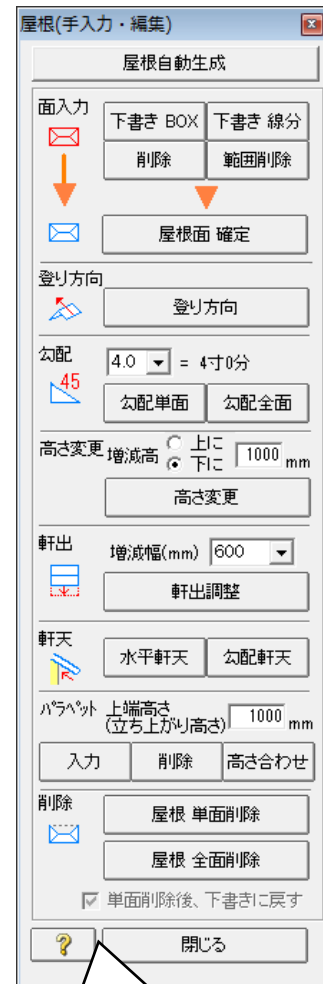 屋根(手入力・編集)
屋根自動生成
面入力
下書き BOX 下書き 線分
削除 範囲削除
屋根面 確定
登り方向
登り方向
勾配
4.0 = 4寸0分
45
勾配単面 勾配全面
高さ変更 増減高 上に 下に 1000 mm
高さ変更
軒出
増減幅(mm) 600
軒出調整
軒天
水平軒天 勾配軒天
パラペット 上端高さ
(立ち上がり高さ) 1000 mm
入力 削除 高さ合わせ
削除
屋根 単面削除
屋根 全面削除
単面削除後、下書きに戻す
? 閉じる